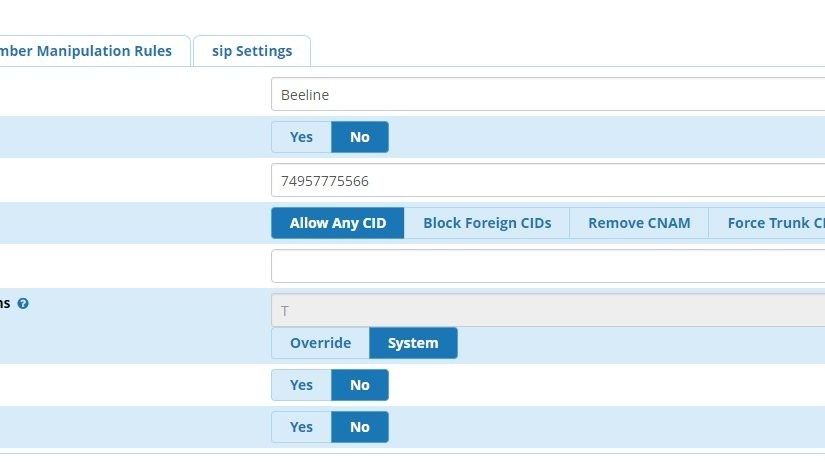 mber Manipulation Rules
sip Settings
Beeline
Yes No
74957775566
Allow Any CID Block Foreign CIDs Remove CNAM Force Trunk CI
ns ?
T
Override System
Yes No
Yes No